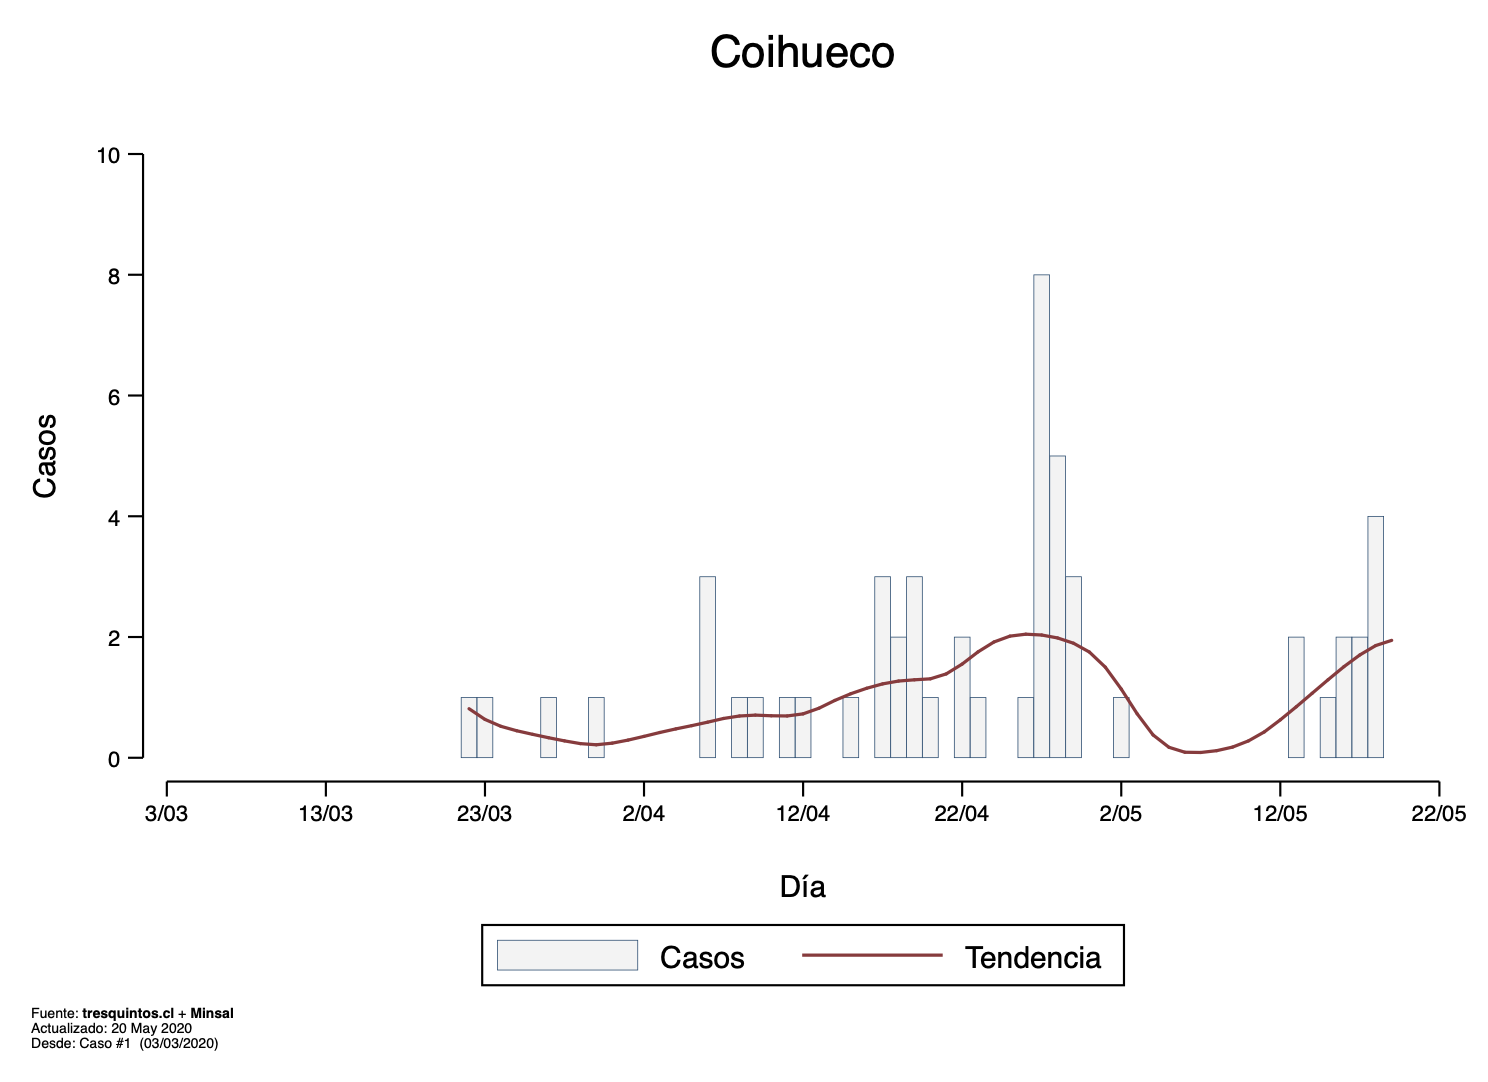 Coihueco
10
8
6
4
2
0
Casos
3/03 13/03 23/03 2/04 12/04 22/04 2/05 12/05 22/05
Día
Casos Tendencia
Fuente: tresquintos.cl + Minsal
Actualizado: 20 May 2020
Desde: Caso #1 (03/03/2020)